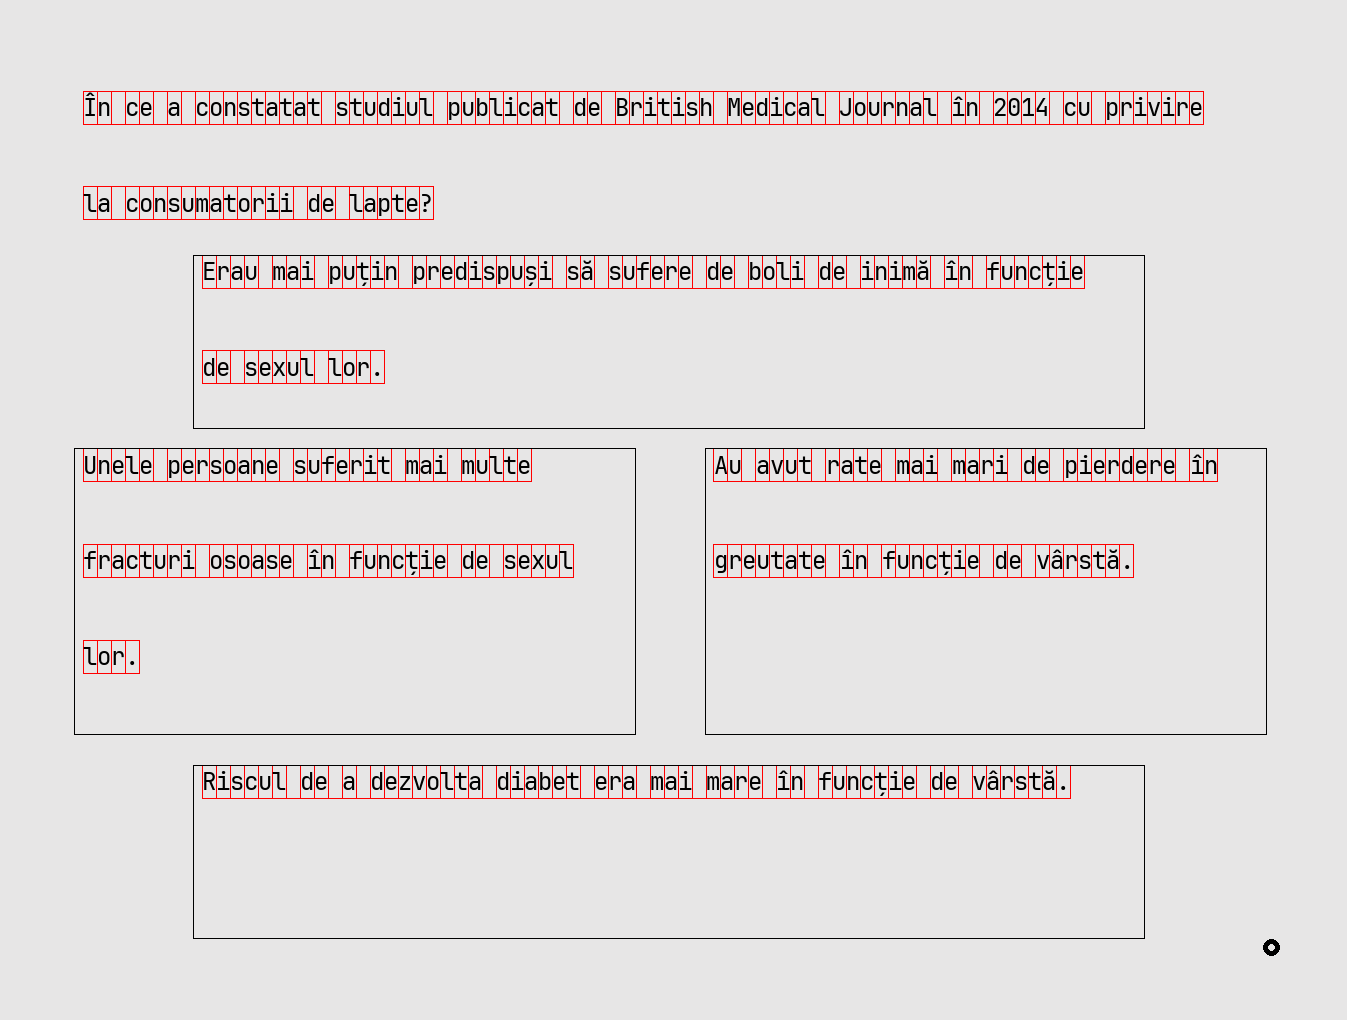 În ce a constatat studiul publicat de British Medical Journal în 2014 cu privire
la consumatorii de lapte?
Erau mai puțin predispuși să sufere de boli de inimă în funcție
de sexul lor.
Unele persoane suferit mai multe
fracturi osoase în funcție de sexul
lor.
Au avut rate mai mari de pierdere în
greutate în funcție de vârstă.
Riscul de a dezvolta diabet era mai mare în funcție de vârstă.